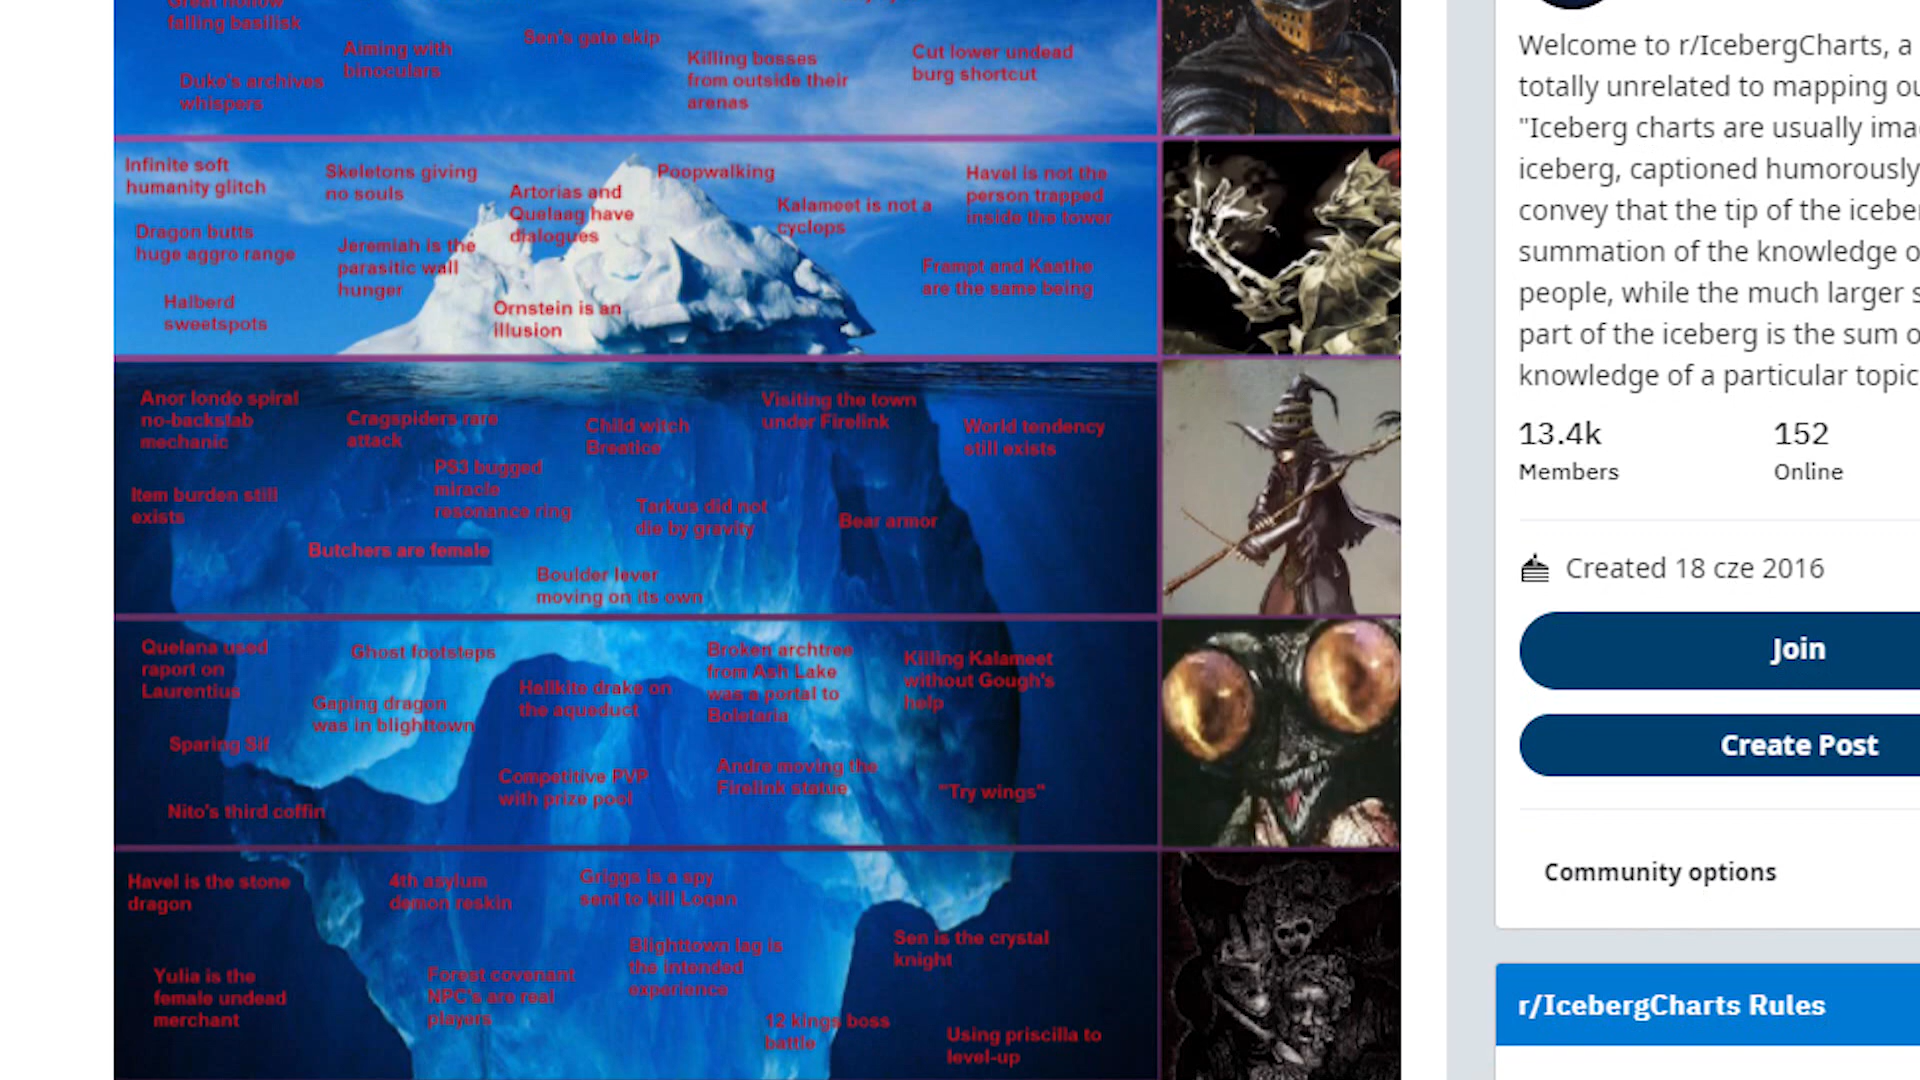 Great hollow
falling basilisk
Aiming with
binoculars
Duke's archives
whispers
Sen's gate skip
Killing bosses
from outside their
arenas
Cut lower undead
burg shortcut
Infinite soft
humanity glitch
Skeletons giving
no souls
Artorias and
Quelaag have
dialogues
Poopwalking
Kalameet is not a
cyclops
Havel is not the
person trapped
inside the tower
Dragon butts
huge aggro range
Jeremiah is the
parasitic wall
hunger
Frampt and Kaathe
are the same being
Halberd
sweetspots
Ornstein is an
illusion
Anor londo spiral
no-backstab
mechanic
Cragspiders rare
attack
Child witch
Breatice
Visiting the town
under Firelink
World tendency
still exists
PS3 bugged
miracle
resonance ring
Item burden still
exists
Tarkus did not
die by gravity
Bear armor
Butchers are female
Boulder lever
moving on its own
Quelana used
raport on
Laurentius
Ghost footsteps
Hellkite drake on
the aqueduct
Broken archtree
from Ash Lake
was a portal to
Boletaria
Killing Kalameet
without Gough's
help
Gaping dragon
was in blighttown
Sparing Sif
Competitive PVP
with prize pool
Andre moving the
Firelink statue
"Try wings"
Nito's third coffin
Havel is the stone
dragon
4th asylum
demon reskin
Griggs is a spy
sent to kill Logan
Sen is the crystal
knight
Blighttown lag is
the intended
experience
Yulia is the
female undead
merchant
Forest covenant
NPC's are real
players
12 kings boss
battle
Using priscilla to
level-up
Welcome to r/IcebergCharts, a
totally unrelated to mapping
"Iceberg charts are usually
iceberg, captioned humorously
convey that the tip of the
summation of the knowledge
people, while the much larger
part of the iceberg is the sum
knowledge of a particular topic
13.4k
Members
152
Online
Created 18 cze 2016
Join
Create Post
Community options
r/IcebergCharts Rules